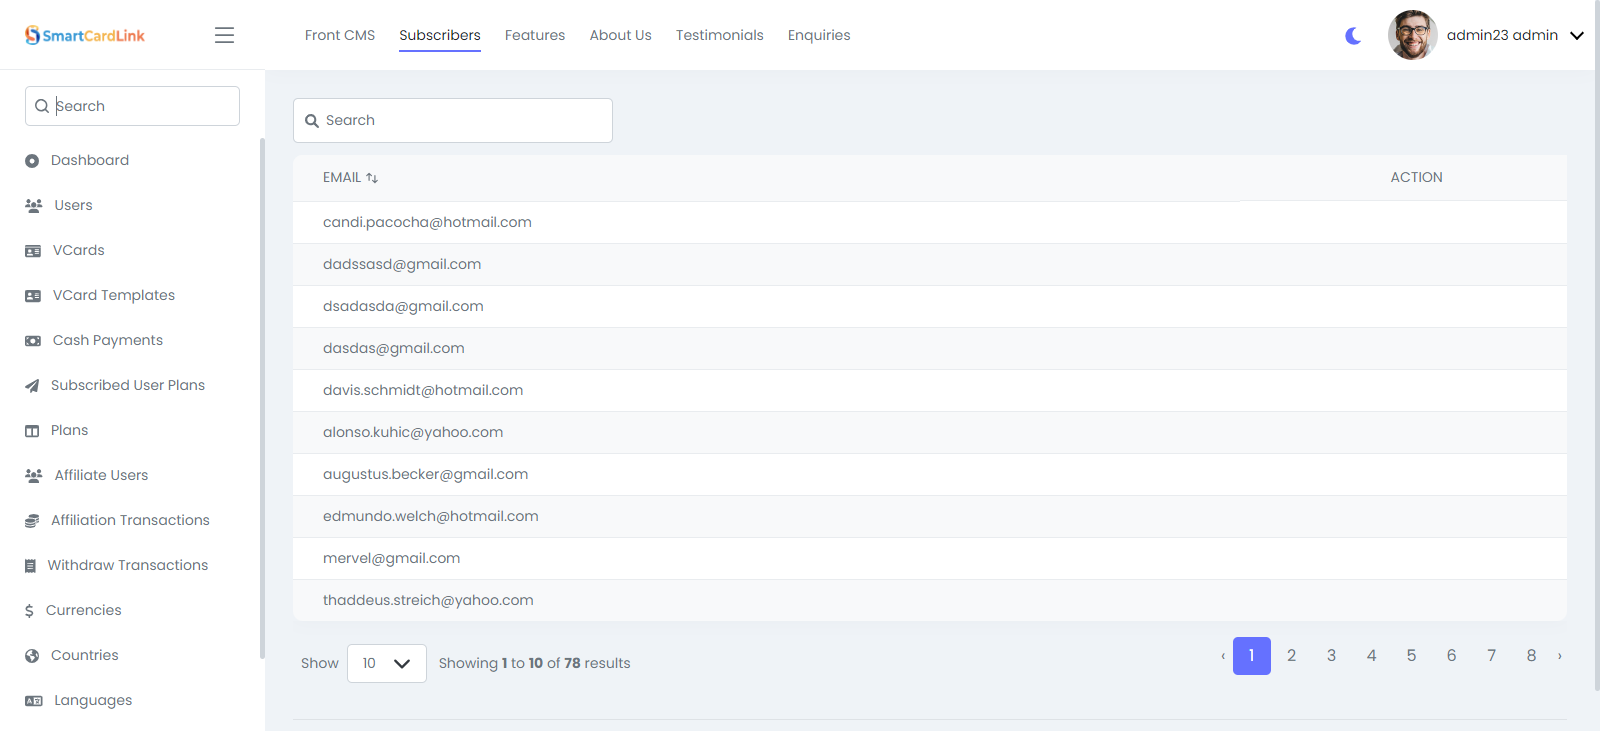 SmartCardLink
Front CMS Subscribers Features About Us Testimonials Enquiries
admin23 admin
Search
Dashboard
Users
VCards
VCard Templates
Cash Payments
Subscribed User Plans
Plans
Affiliate Users
Affiliation Transactions
Withdraw Transactions
$ Currencies
Countries
Languages
Search
EMAIL ACTION
candi.pacocha@hotmail.com
dadssasd@gmail.com
dsadasda@gmail.com
dasdas@gmail.com
davis.schmidt@hotmail.com
alonso.kuhic@yahoo.com
augustus.becker@gmail.com
edmundo.welch@hotmail.com
mervel@gmail.com
thaddeus.streich@yahoo.com
Show 10 Showing 1 to 10 of 78 results
‹ 1 2 3 4 5 6 7 8 ›